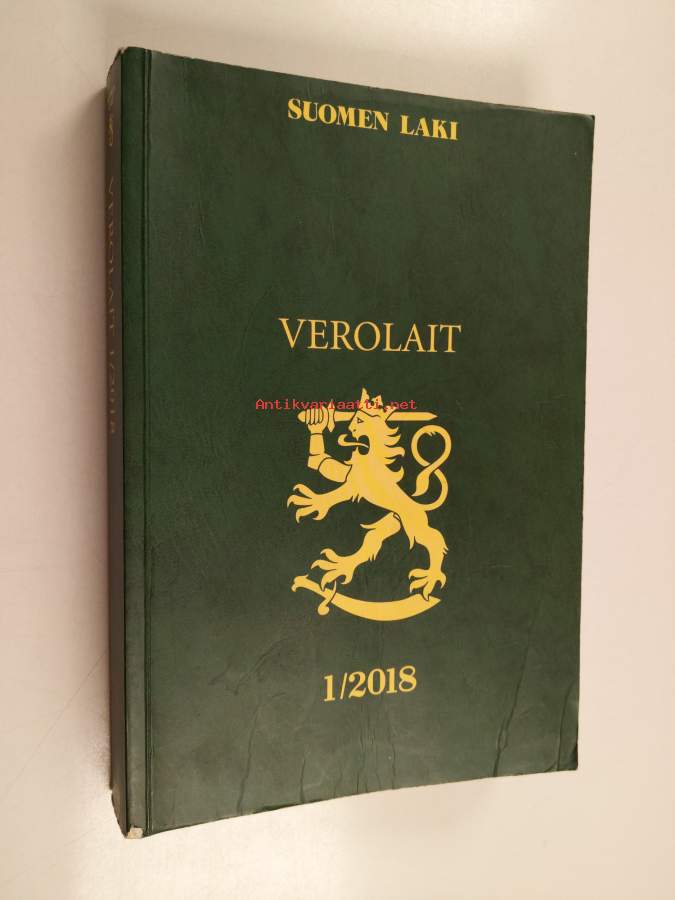 SUOMEN LAKI
VEROLAIT
Antikvariaatti.net
1/2018
VEROLAIT 1/2018